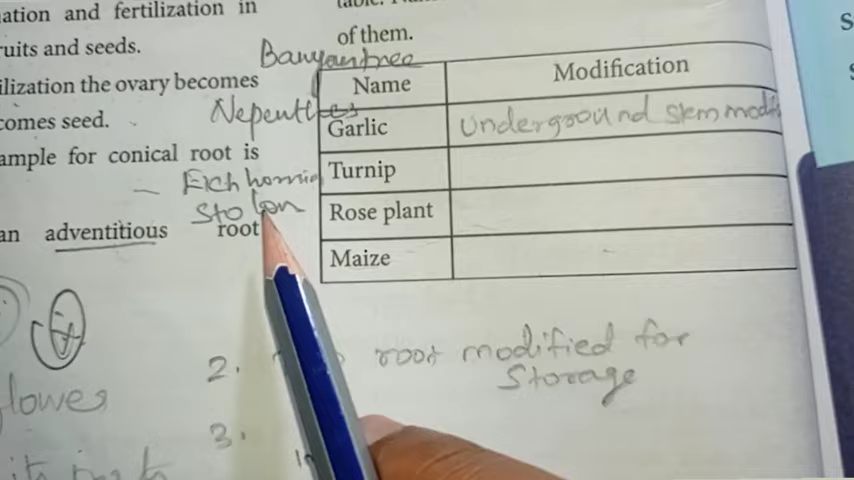 ation and fertilization in
ruits and seeds.
ilization the ovary becomes
comes seed.
ample for conical root is
an adventitious root
of them.
Banyantree
Nepenthes
Eichhornia
Stolon
Name Modification
Garlic Underground stem modifi
Turnip
Rose plant
Maize
2. root modified for
Storage
3.
flower